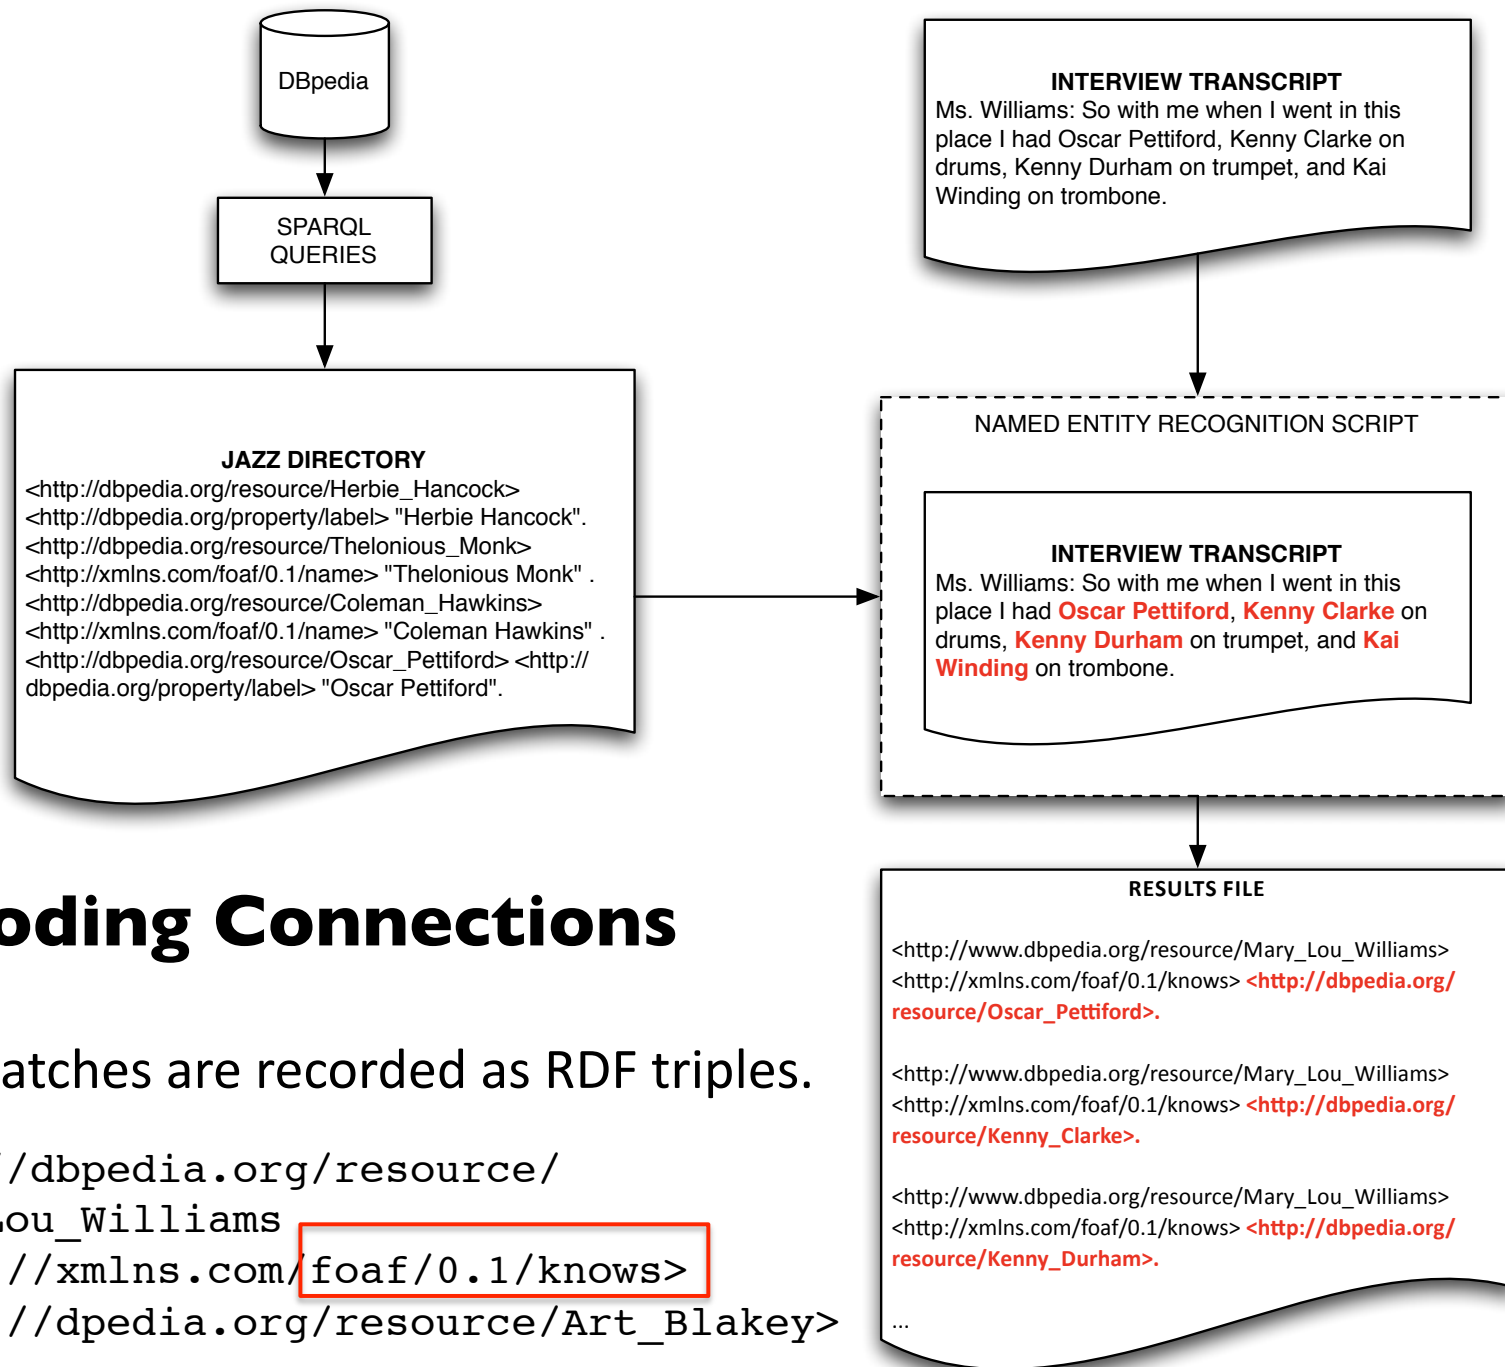 DBpedia
SPARQL
QUERIES
JAZZ DIRECTORY
<http://dbpedia.org/resource/Herbie_Hancock>
<http://dbpedia.org/property/label> "Herbie Hancock".
<http://dbpedia.org/resource/Thelonious_Monk>
<http://xmlns.com/foaf/0.1/name> "Thelonious Monk" .
<http://dbpedia.org/resource/Coleman_Hawkins>
<http://xmlns.com/foaf/0.1/name> "Coleman Hawkins" .
<http://dbpedia.org/resource/Oscar_Pettiford> <http://
dbpedia.org/property/label> "Oscar Pettiford".
INTERVIEW TRANSCRIPT
Ms. Williams: So with me when I went in this
place I had Oscar Pettiford, Kenny Clarke on
drums, Kenny Durham on trumpet, and Kai
Winding on trombone.
NAMED ENTITY RECOGNITION SCRIPT
INTERVIEW TRANSCRIPT
Ms. Williams: So with me when I went in this
place I had Oscar Pettiford, Kenny Clarke on
drums, Kenny Durham on trumpet, and Kai
Winding on trombone.
RESULTS FILE
<http://www.dbpedia.org/resource/Mary_Lou_Williams>
<http://xmlns.com/foaf/0.1/knows> <http://dbpedia.org/
resource/Oscar_Pettiford>.
<http://www.dbpedia.org/resource/Mary_Lou_Williams>
<http://xmlns.com/foaf/0.1/knows> <http://dbpedia.org/
resource/Kenny_Clarke>.
<http://www.dbpedia.org/resource/Mary_Lou_Williams>
<http://xmlns.com/foaf/0.1/knows> <http://dbpedia.org/
resource/Kenny_Durham>.
...
oding Connections
atches are recorded as RDF triples.
//dbpedia.org/resource/
Lou_Williams
//xmlns.com/foaf/0.1/knows>
//dpedia.org/resource/Art_Blakey>